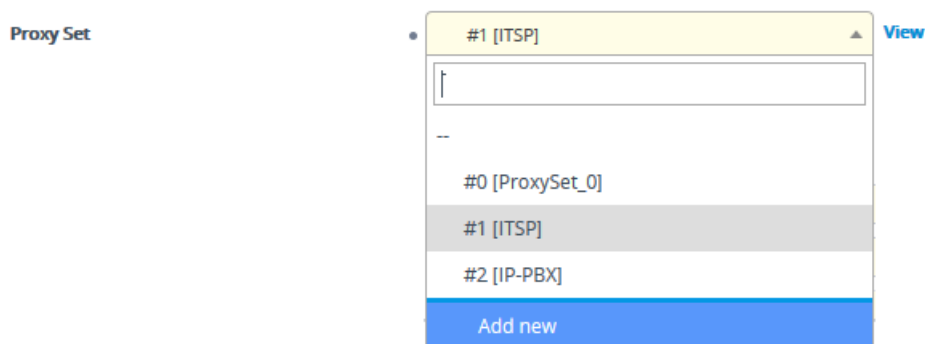 Proxy Set
#1 [ITSP]
View
--
#0 [ProxySet_0]
#1 [ITSP]
#2 [IP-PBX]
Add new